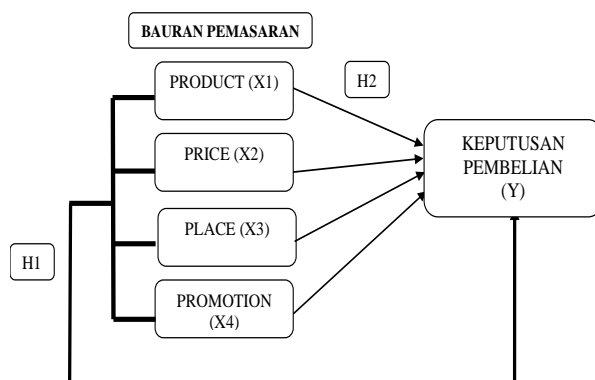 BAURAN PEMASARAN
PRODUCT (X1)
H2
PRICE (X2)
KEPUTUSAN
PEMBELIAN
(Y)
PLACE (X3)
H1
PROMOTION
(X4)